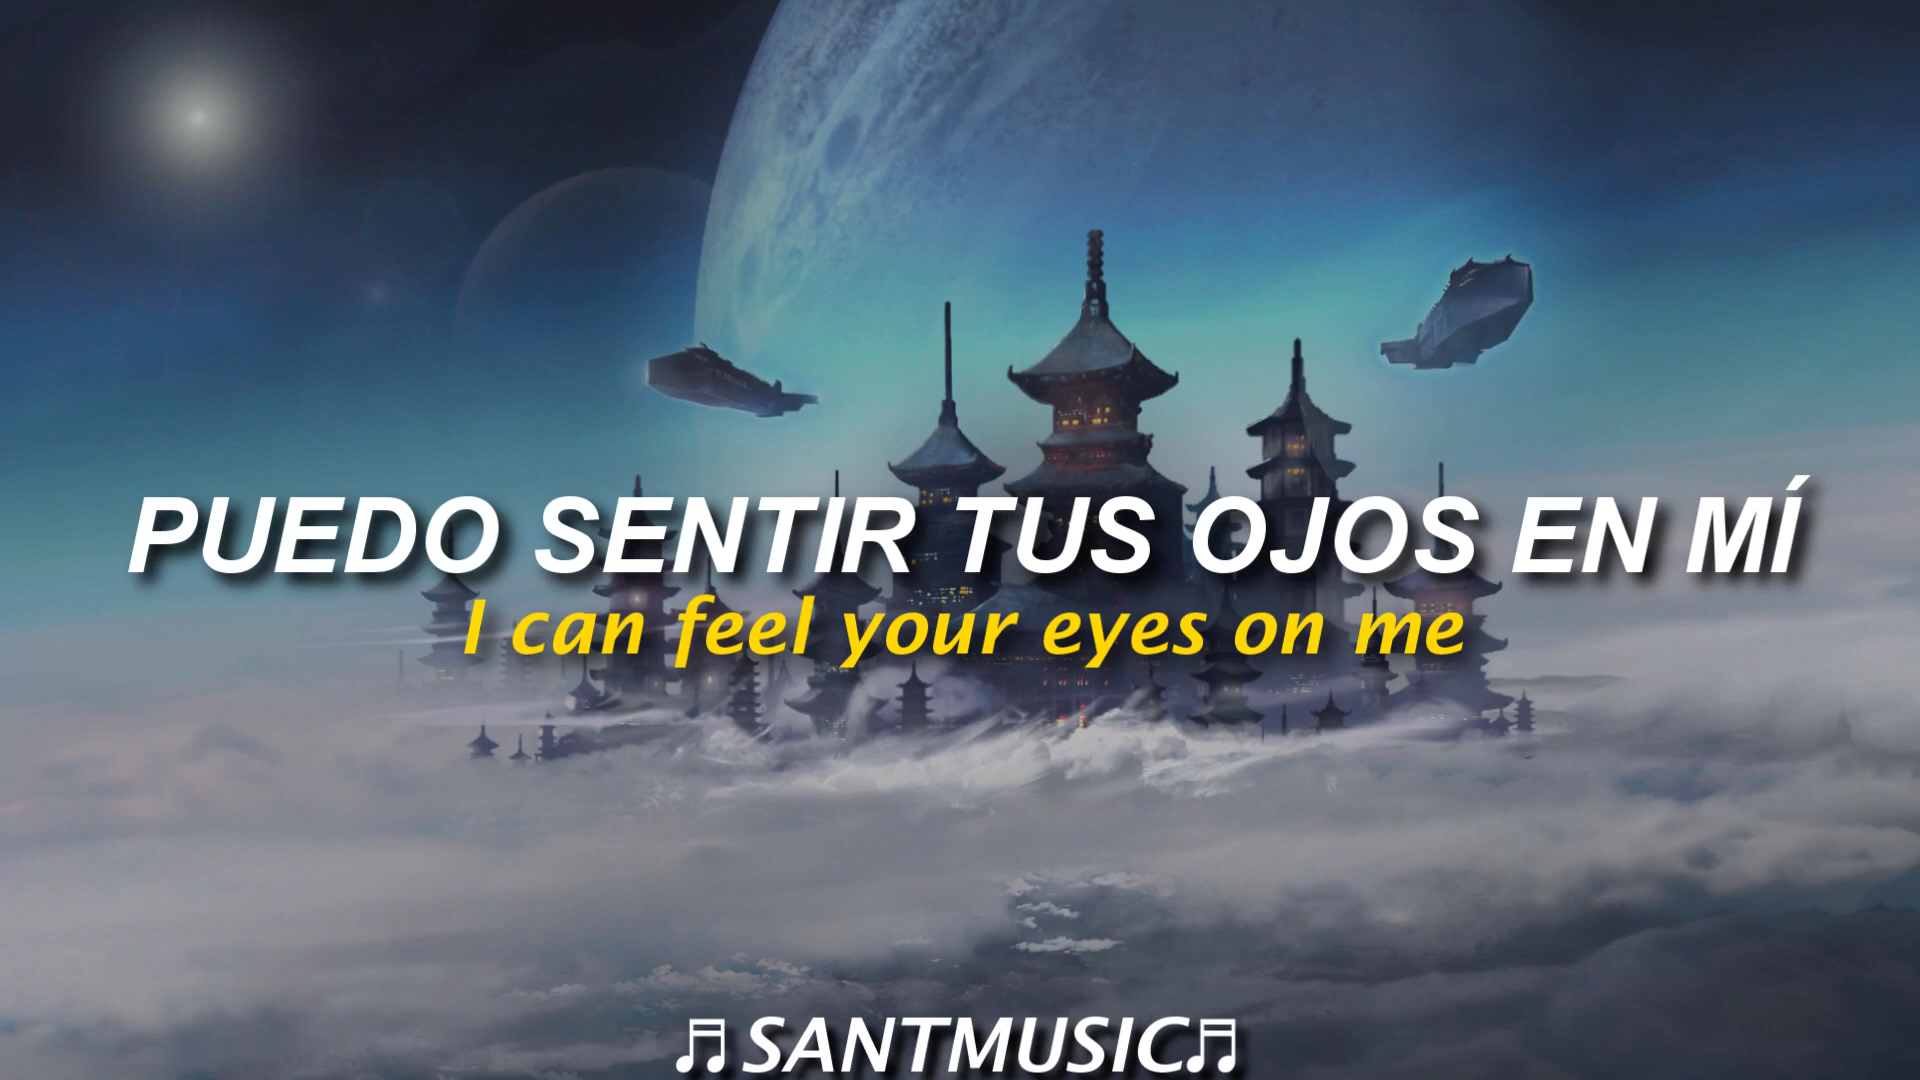 PUEDO SENTIR TUS OJOS EN MÍ
I can feel your eyes on me
♬SANTMUSIC♬